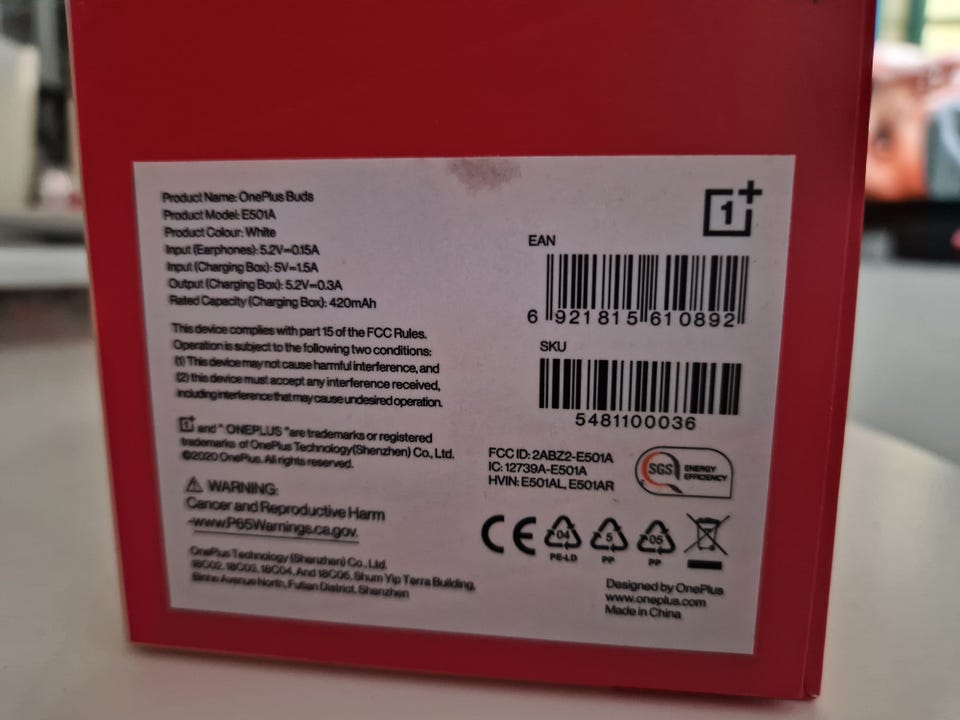 Product Name: OnePlus Buds
Product Model: E501A
Product Colour: White
Input (Earphones): 5.2V⎓0.15A
Input (Charging Box): 5V⎓1.5A
Output (Charging Box): 5.2V⎓0.3A
Rated Capacity (Charging Box): 420mAh
This device complies with part 15 of the FCC Rules.
Operation is subject to the following two conditions:
(1) This device may not cause harmful interference, and
(2) this device must accept any interference received,
including interference that may cause undesired operation.
1+ and " ONEPLUS "are trademarks or registered
trademarks of OnePlus Technology(Shenzhen) Co., Ltd.
©2020 OnePlus. All rights reserved.
WARNING:
Cancer and Reproductive Harm
-www.P65Warnings.ca.gov.
OnePlus Technology (Shenzhen) Co., Ltd.
18C02, 18C03, 18C04, And 18C05, Shum Yip Terra Building,
Binhe Avenue North, Futian District, Shenzhen
1+
EAN
6 921815 610892
SKU
5481100036
FCC ID: 2ABZ2-E501A
IC: 12739A-E501A
HVIN: E501AL, E501AR
SGS ENERGY
EFFICIENCY
CE
04
PE-LD
5
PP
05
PP
Designed by OnePlus
www.oneplus.com
Made in China